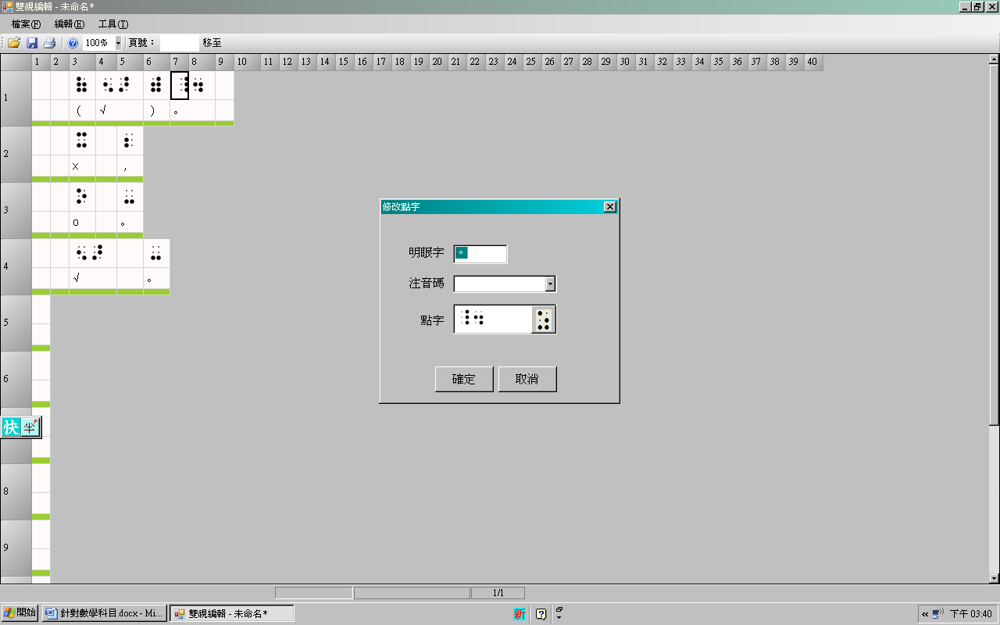 雙視編輯 - 未命名*
檔案(F) 編輯(E) 工具(T)
100% 頁號： 移至
1 2 3 4 5 6 7 8 9 10 11 12 13 14 15 16 17 18 19 20 21 22 23 24 25 26 27 28 29 30 31 32 33 34 35 36 37 38 39 40
1
⠷ ⠠⠜ ⠾ ⠸⠲
( √ ) 。
2
⠭ ⠆
× ,
3
⠕ ⠤
○ 。
4
⠠⠜ ⠤
√ 。
5
6
8
9
快 半 P
修改點字
明眼字 。
注音碼
點字 ⠸⠲
確定 取消
1/1
開始 針對數學科目.docx - Mi... 雙視編輯 - 未命名* 新 ? « 下午 03:40